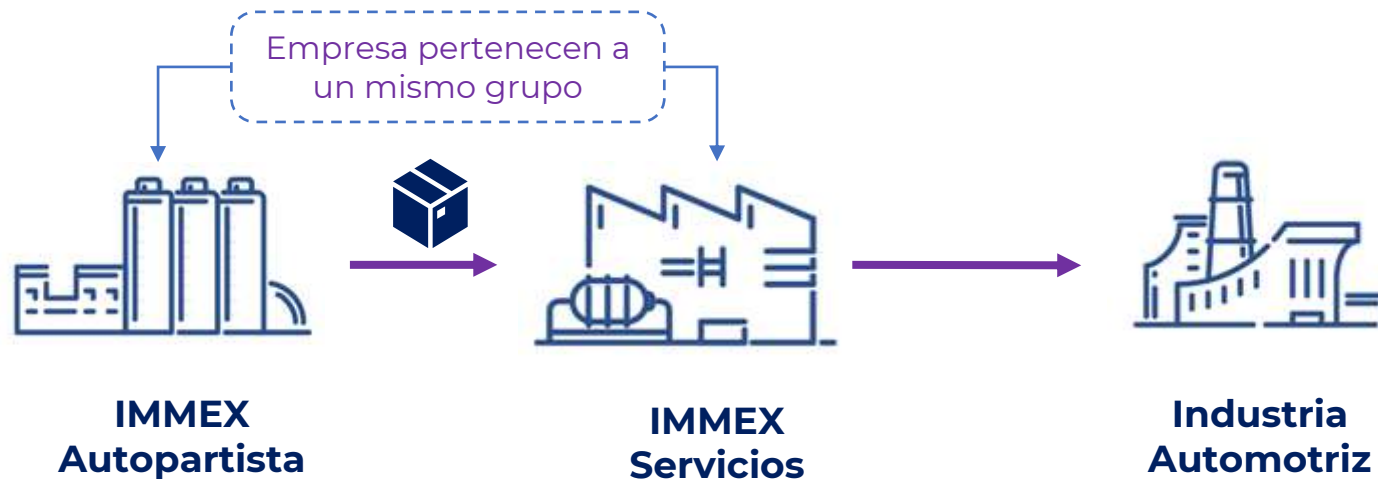 Empresa pertenecen a
un mismo grupo
IMMEX
Autopartista
IMMEX
Servicios
Industria
Automotriz